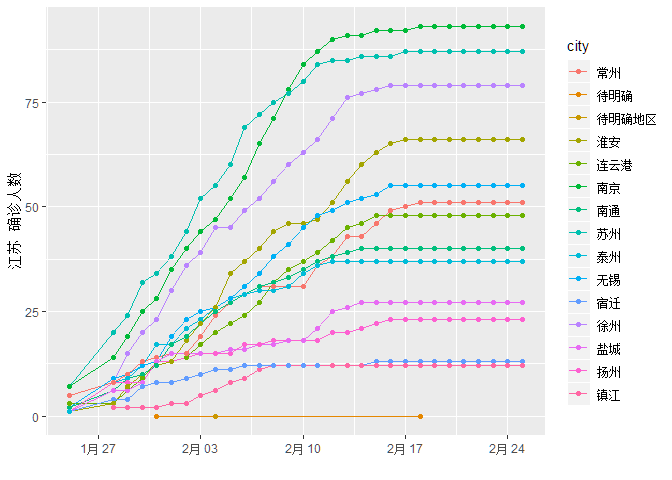 江苏 确诊人数
75
50
25
0
1月 27
2月 03
2月 10
2月 17
2月 24
city
常州
待明确
待明确地区
淮安
连云港
南京
南通
苏州
泰州
无锡
宿迁
徐州
盐城
扬州
镇江